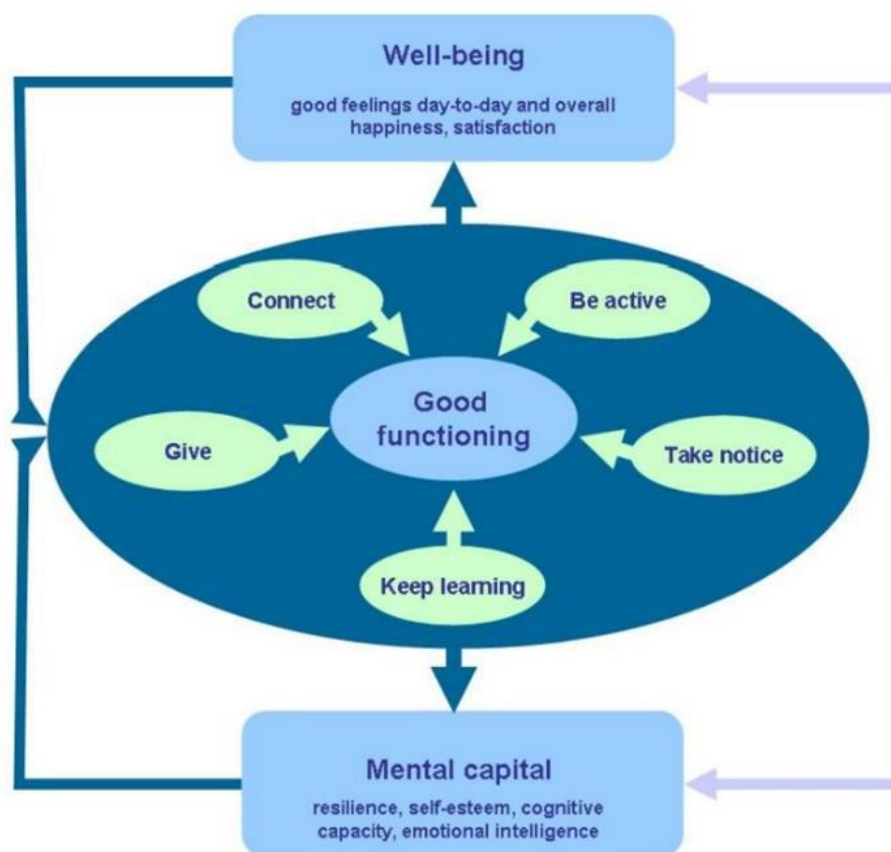 Well-being
good feelings day-to-day and overall
happiness, satisfaction
Connect
Be active
Good
functioning
Give
Take notice
Keep learning
Mental capital
resilience, self-esteem, cognitive
capacity, emotional intelligence